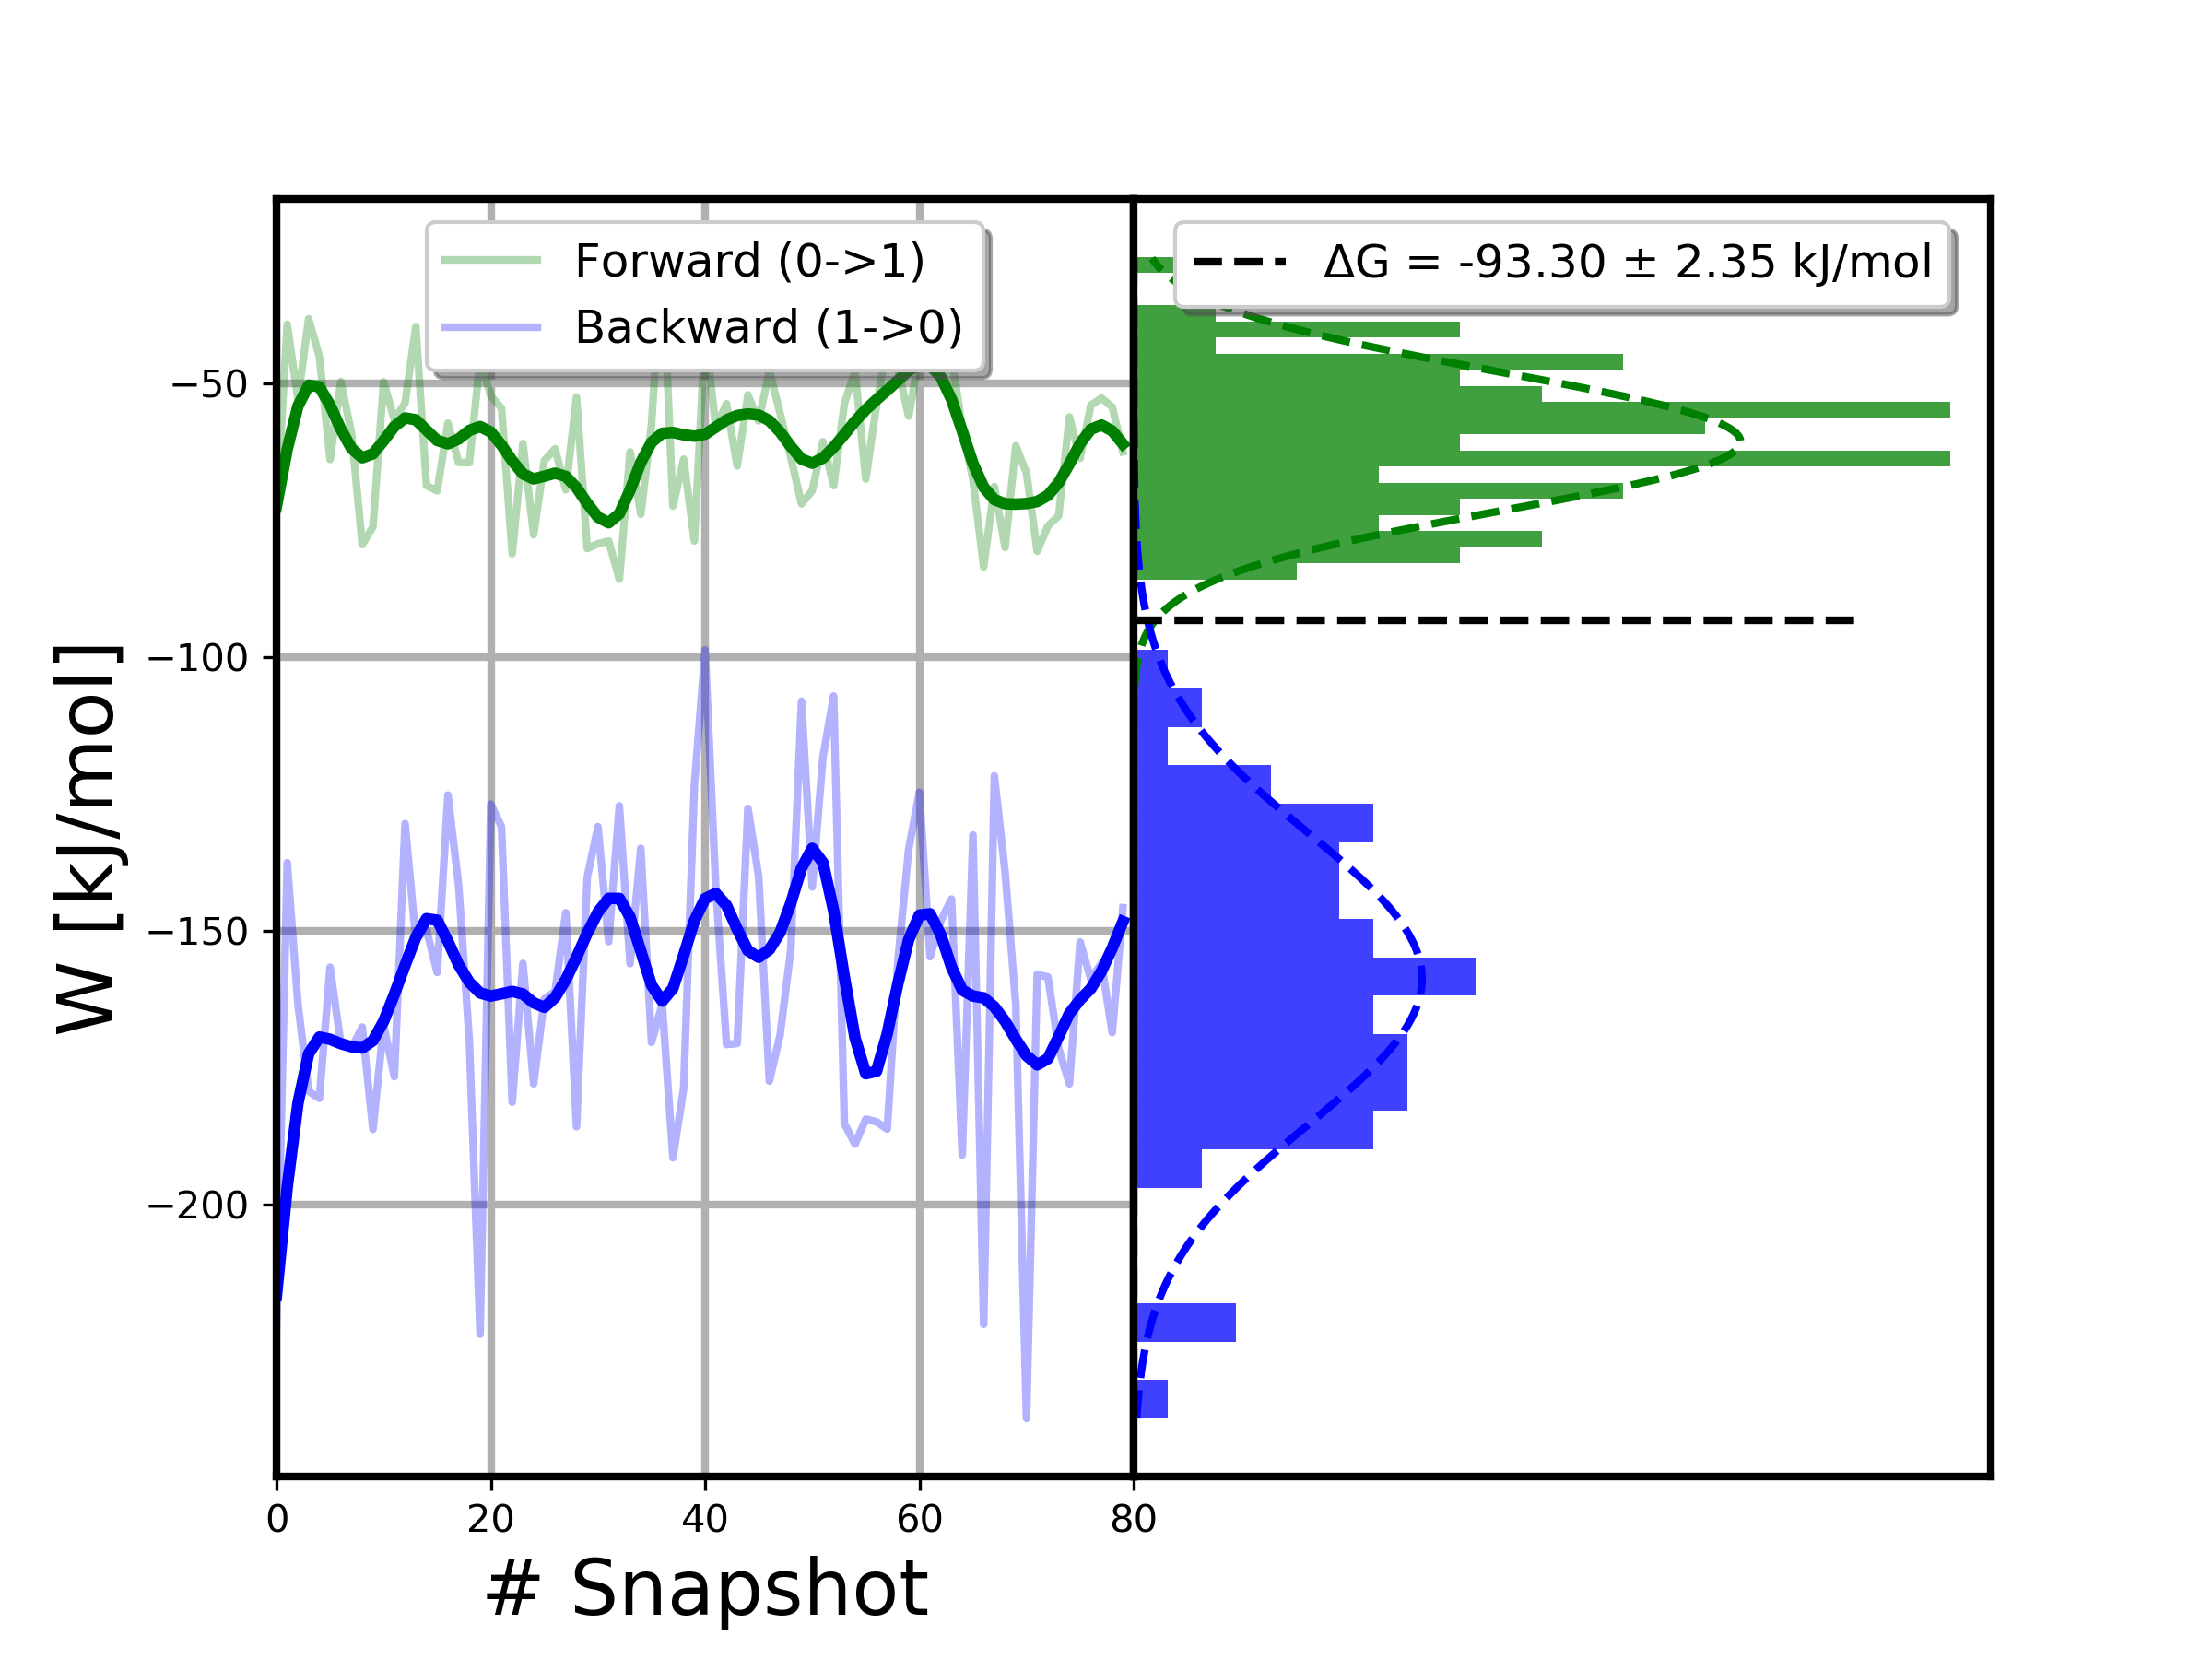 Forward (0->1)
Backward (1->0)
ΔG = -93.30 ± 2.35 kJ/mol
W [kJ/mol]
−50
−100
−150
−200
0 20 40 60 80
# Snapshot